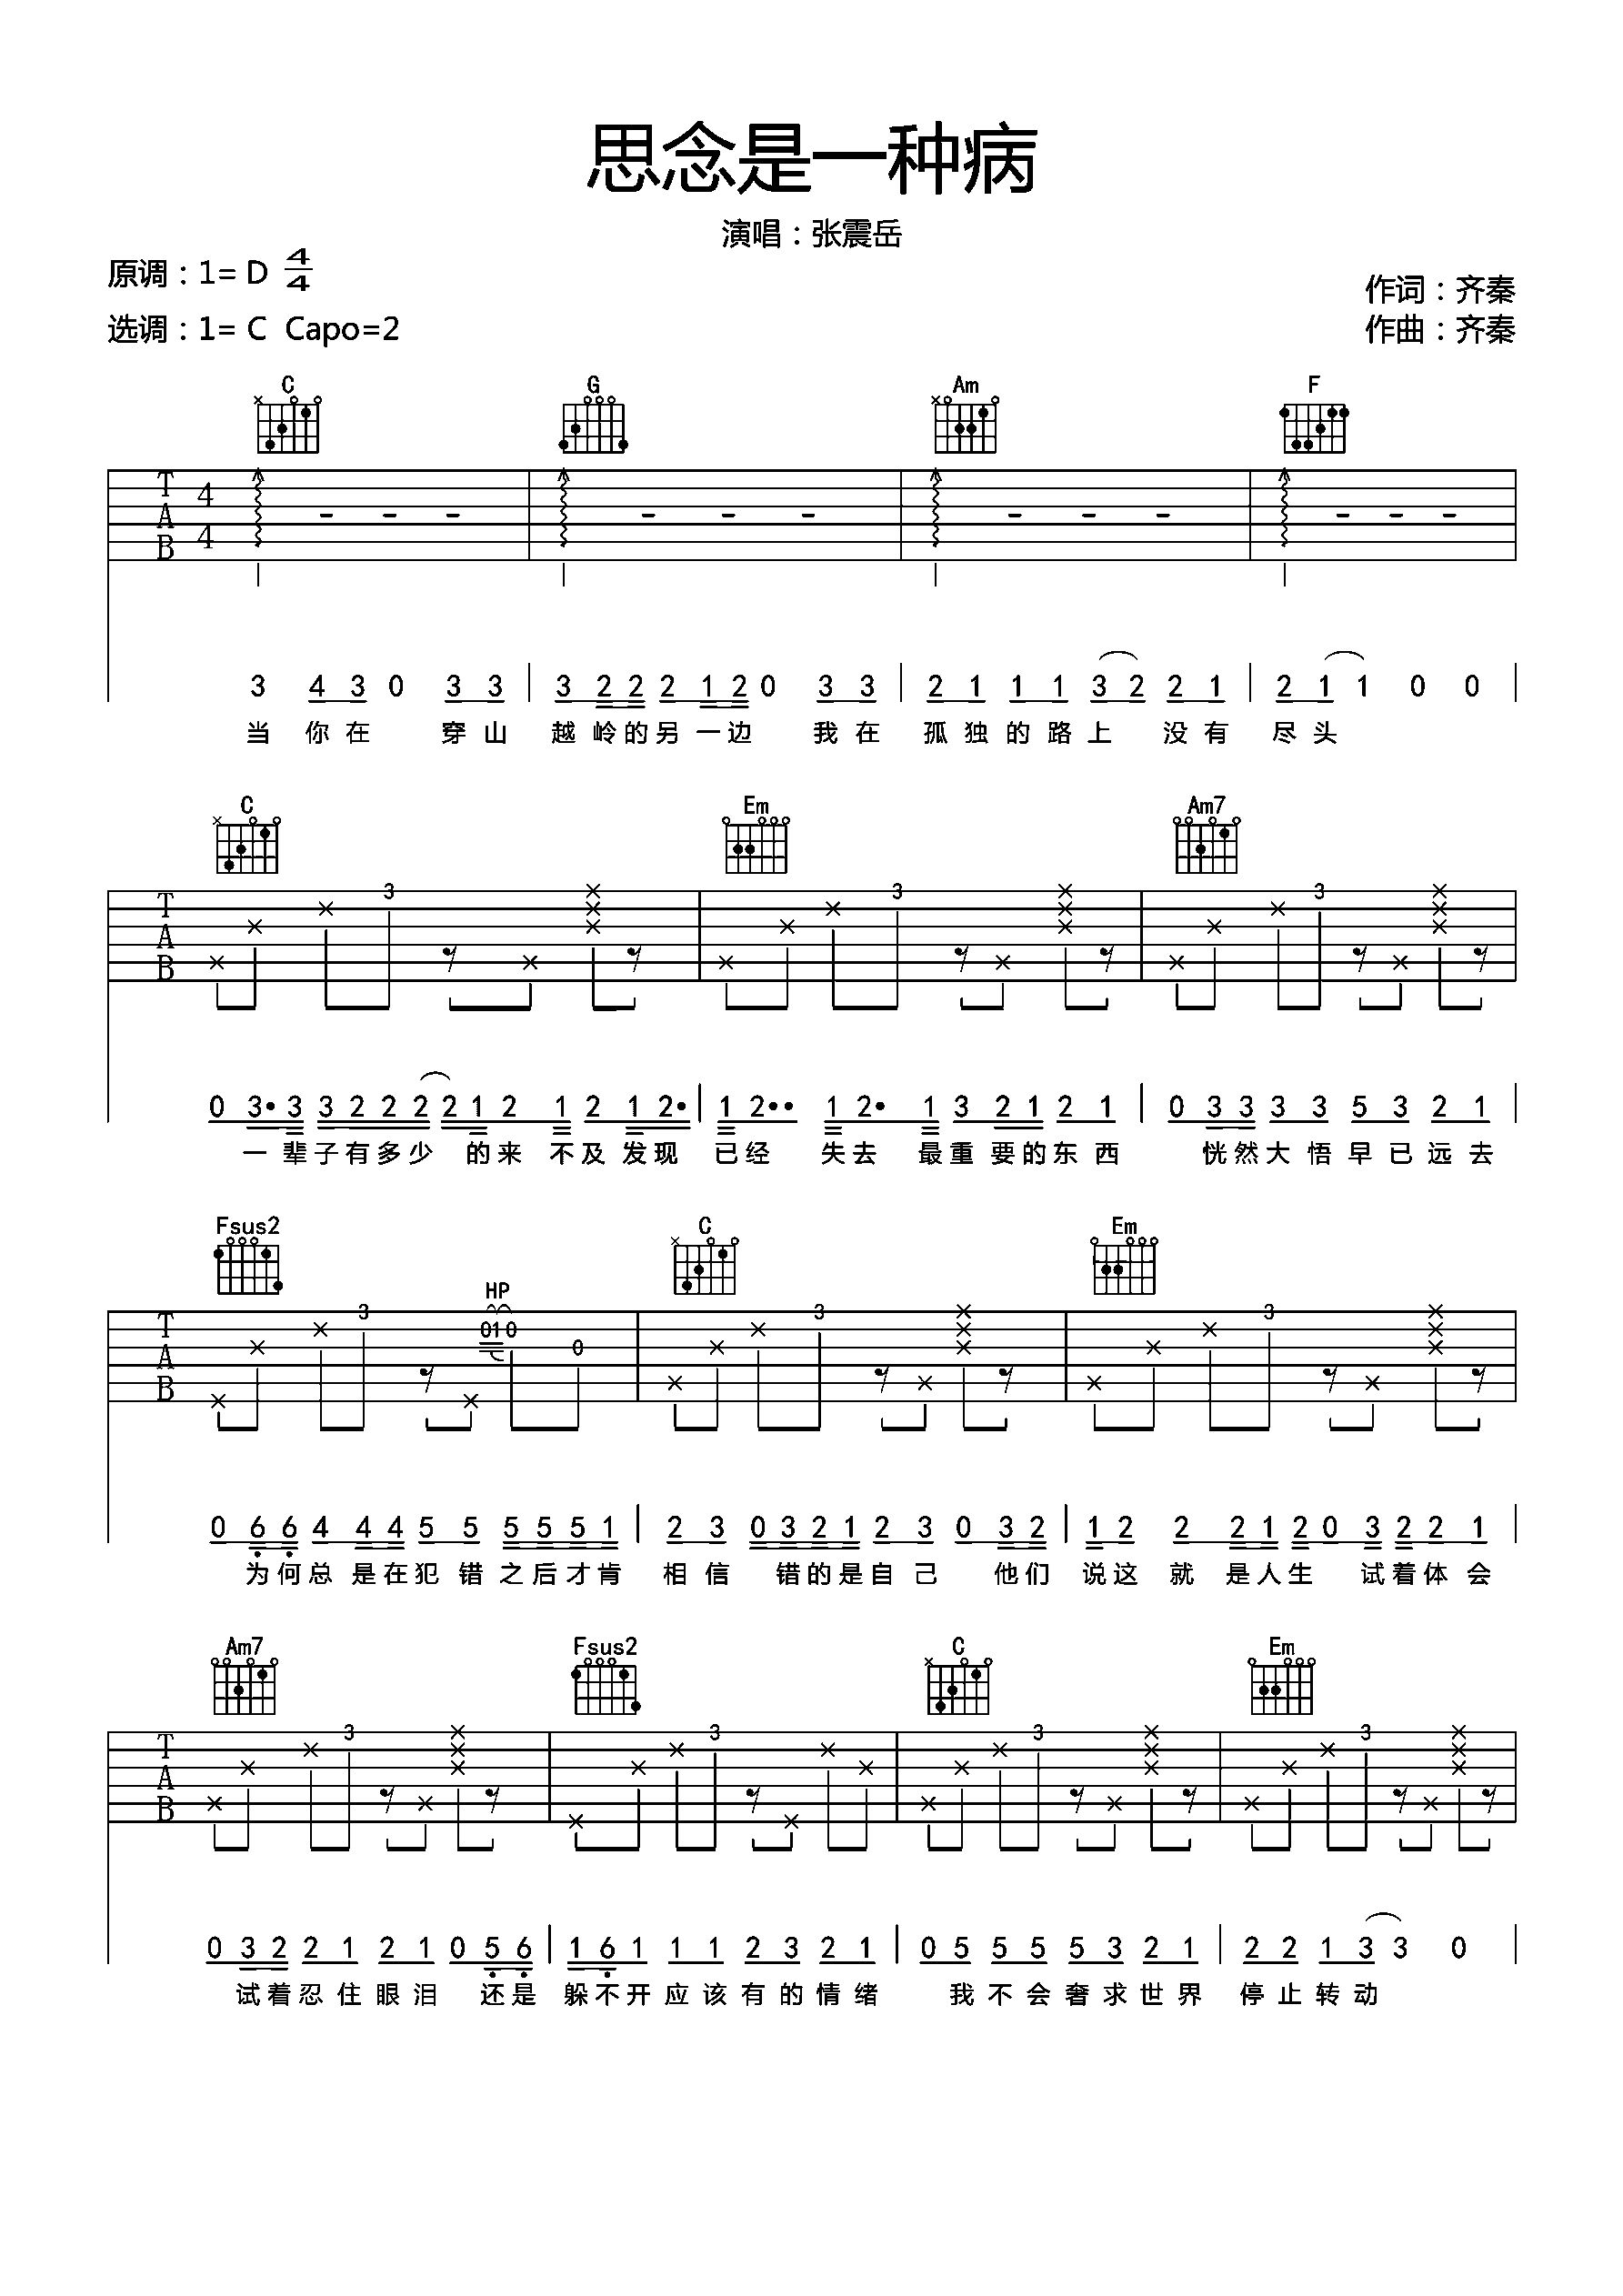 思念是一种病
演唱：张震岳
原调：1= D 4/4
作词：齐秦
选调：1= C Capo=2
作曲：齐秦
C G Am F
T A B 4 4
3 4 3 0 3 3 | 3 2 2 2 1 2 0 3 3 | 2 1 1 1 3 2 2 1 | 2 1 1 0 0 |
当 你 在 穿 山 越 岭 的 另 一 边 我 在 孤 独 的 路 上 没 有 尽 头
C Em Am7
T A B 3 3 3
0 3· 3 3 2 2 2 2 1 2 1 2 1 2· | 1 2·· 1 2· 1 3 2 1 2 1 | 0 3 3 3 3 5 3 2 1 |
一 辈 子 有 多 少 的 来 不 及 发 现 已 经 失 去 最 重 要 的 东 西 恍 然 大 悟 早 已 远 去
Fsus2 C Em
HP
T A B 3 01 0 0 3 3
0 6 6 4 4 4 5 5 5 5 5 1 | 2 3 0 3 2 1 2 3 0 3 2 | 1 2 2 2 1 2 0 3 2 2 1 |
为 何 总 是 在 犯 错 之 后 才 肯 相 信 错 的 是 自 己 他 们 说 这 就 是 人 生 试 着 体 会
Am7 Fsus2 C Em
T A B 3 3 3 3
0 3 2 2 1 2 1 0 5 6 | 1 6 1 1 1 2 3 2 1 | 0 5 5 5 5 3 2 1 | 2 2 1 3 3 0 |
试 着 忍 住 眼 泪 还 是 躲 不 开 应 该 有 的 情 绪 我 不 会 奢 求 世 界 停 止 转 动